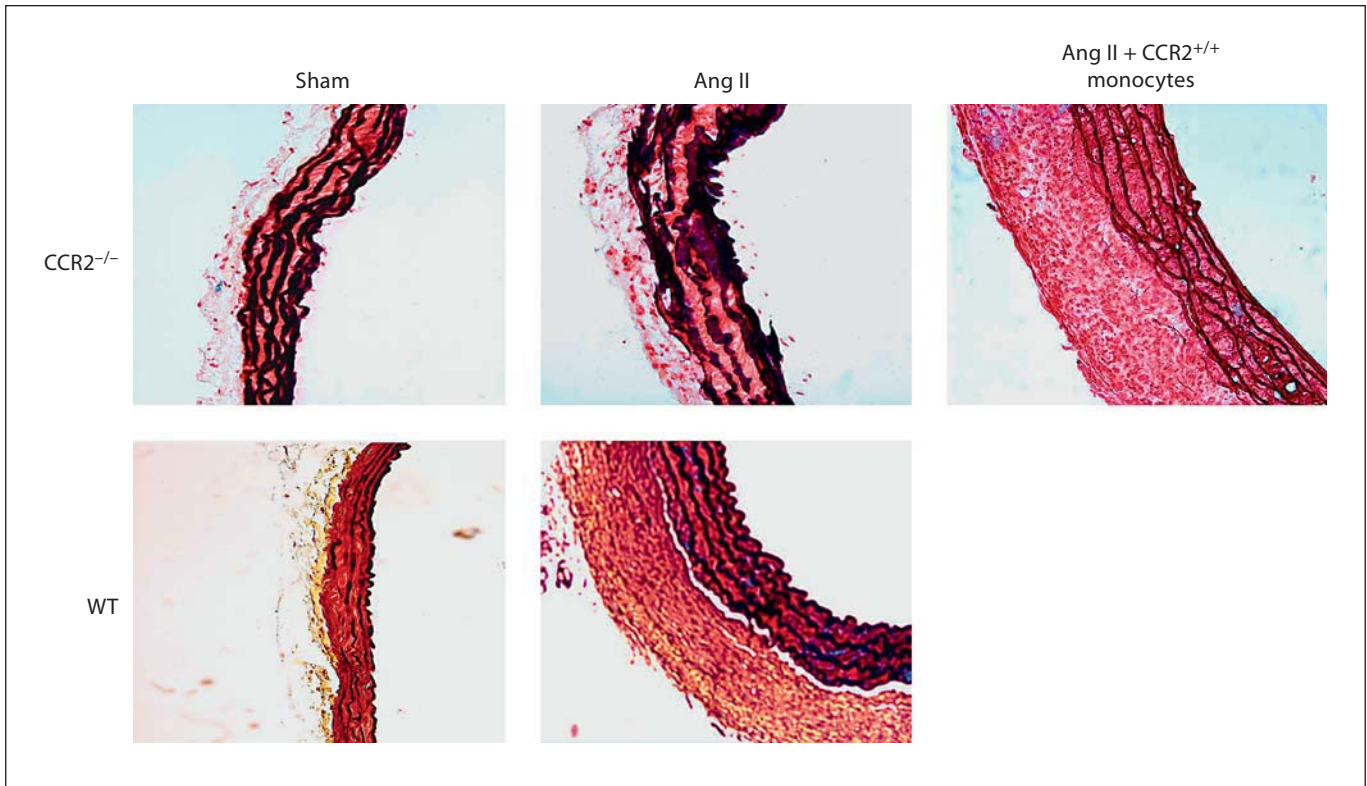 Sham
Ang II
Ang II + CCR2+/+
monocytes
CCR2–/–
WT